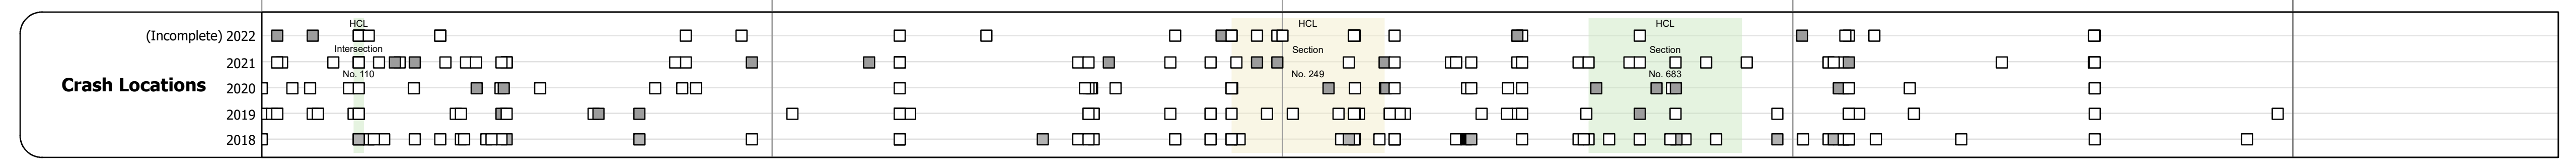 HCL
HCL
HCL
(Incomplete) 2022
Intersection
Section
Section
2021
No. 110
No. 249
No. 683
Crash Locations
2020
2019
2018